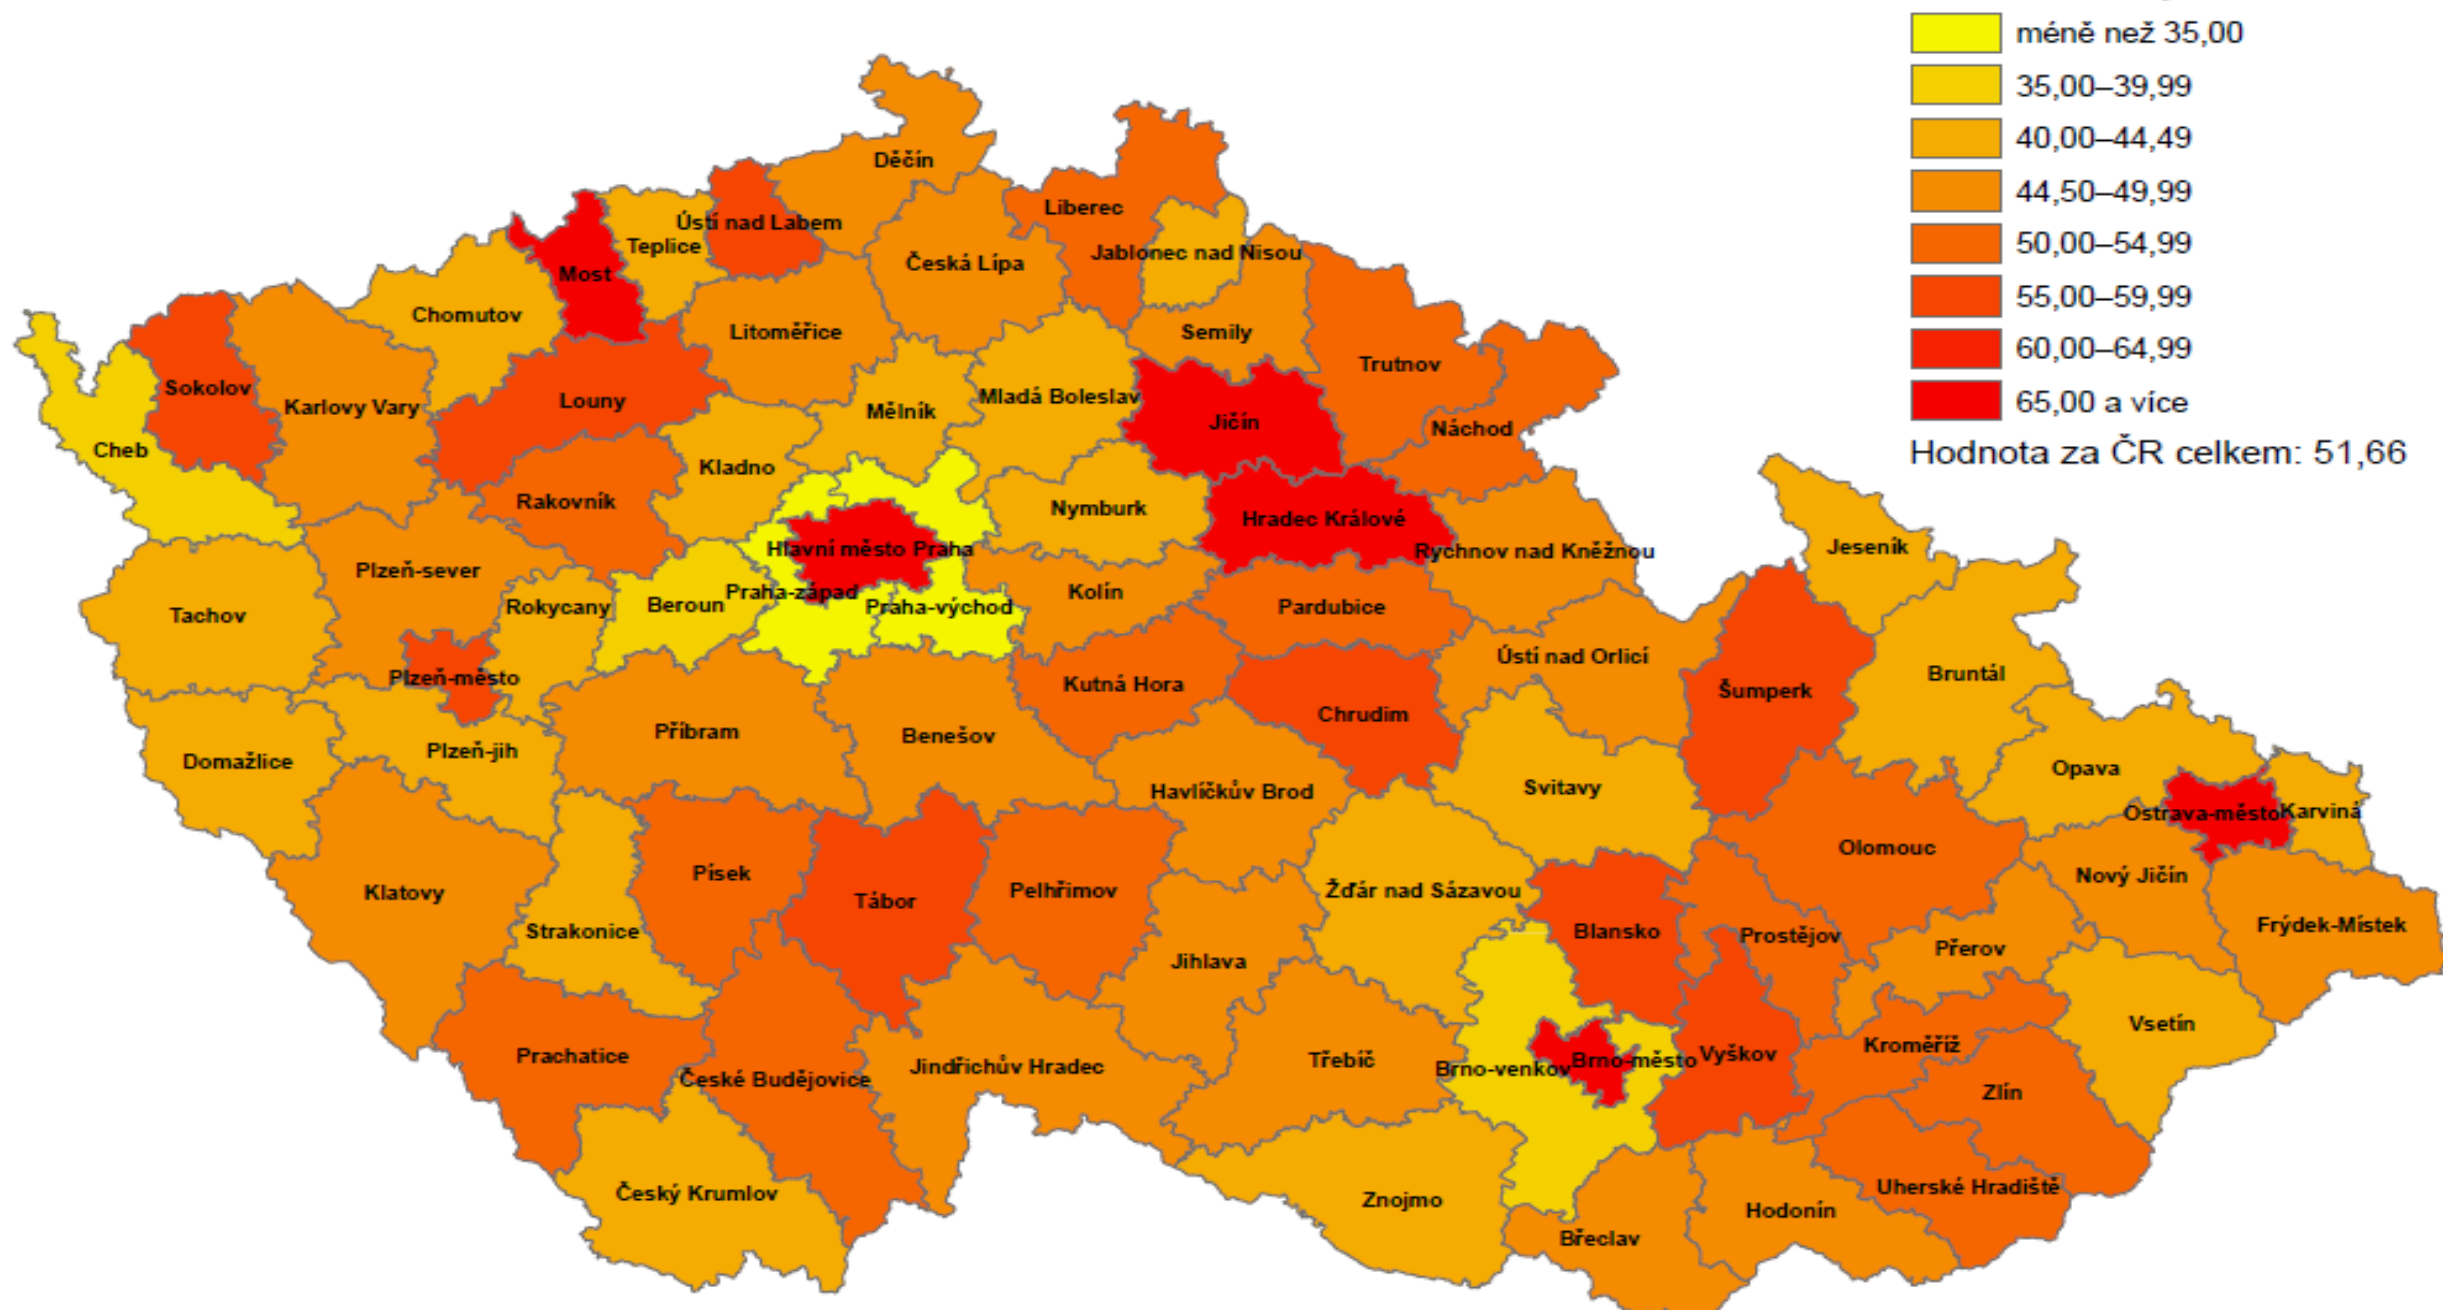 méně než 35,00
35,00–39,99
40,00–44,49
44,50–49,99
50,00–54,99
55,00–59,99
60,00–64,99
65,00 a více
Hodnota za ČR celkem: 51,66
Děčín
Liberec
Ústí nad Labem
Teplice
Jablonec nad Nisou
Česká Lípa
Most
Chomutov
Litoměřice
Semily
Trutnov
Sokolov
Mladá Boleslav
Louny
Karlovy Vary
Mělník
Jičín
Náchod
Cheb
Kladno
Rakovník
Nymburk
Hradec Králové
Hlavní město Praha
Rychnov nad Kněžnou
Jeseník
Plzeň-sever
Praha-západ
Kolín
Beroun
Praha-východ
Rokycany
Pardubice
Tachov
Ústí nad Orlicí
Bruntál
Plzeň-město
Kutná Hora
Šumperk
Chrudim
Příbram
Benešov
Plzeň-jih
Domažlice
Opava
Svitavy
Havlíčkův Brod
Ostrava-město
Karviná
Olomouc
Písek
Nový Jičín
Klatovy
Pelhřimov
Žďár nad Sázavou
Tábor
Frýdek-Místek
Strakonice
Blansko
Prostějov
Přerov
Jihlava
Vsetín
Kroměříž
Prachatice
Vyškov
Třebíč
Brno-město
Brno-venkov
Jindřichův Hradec
České Budějovice
Zlín
Uherské Hradiště
Český Krumlov
Znojmo
Hodonín
Břeclav